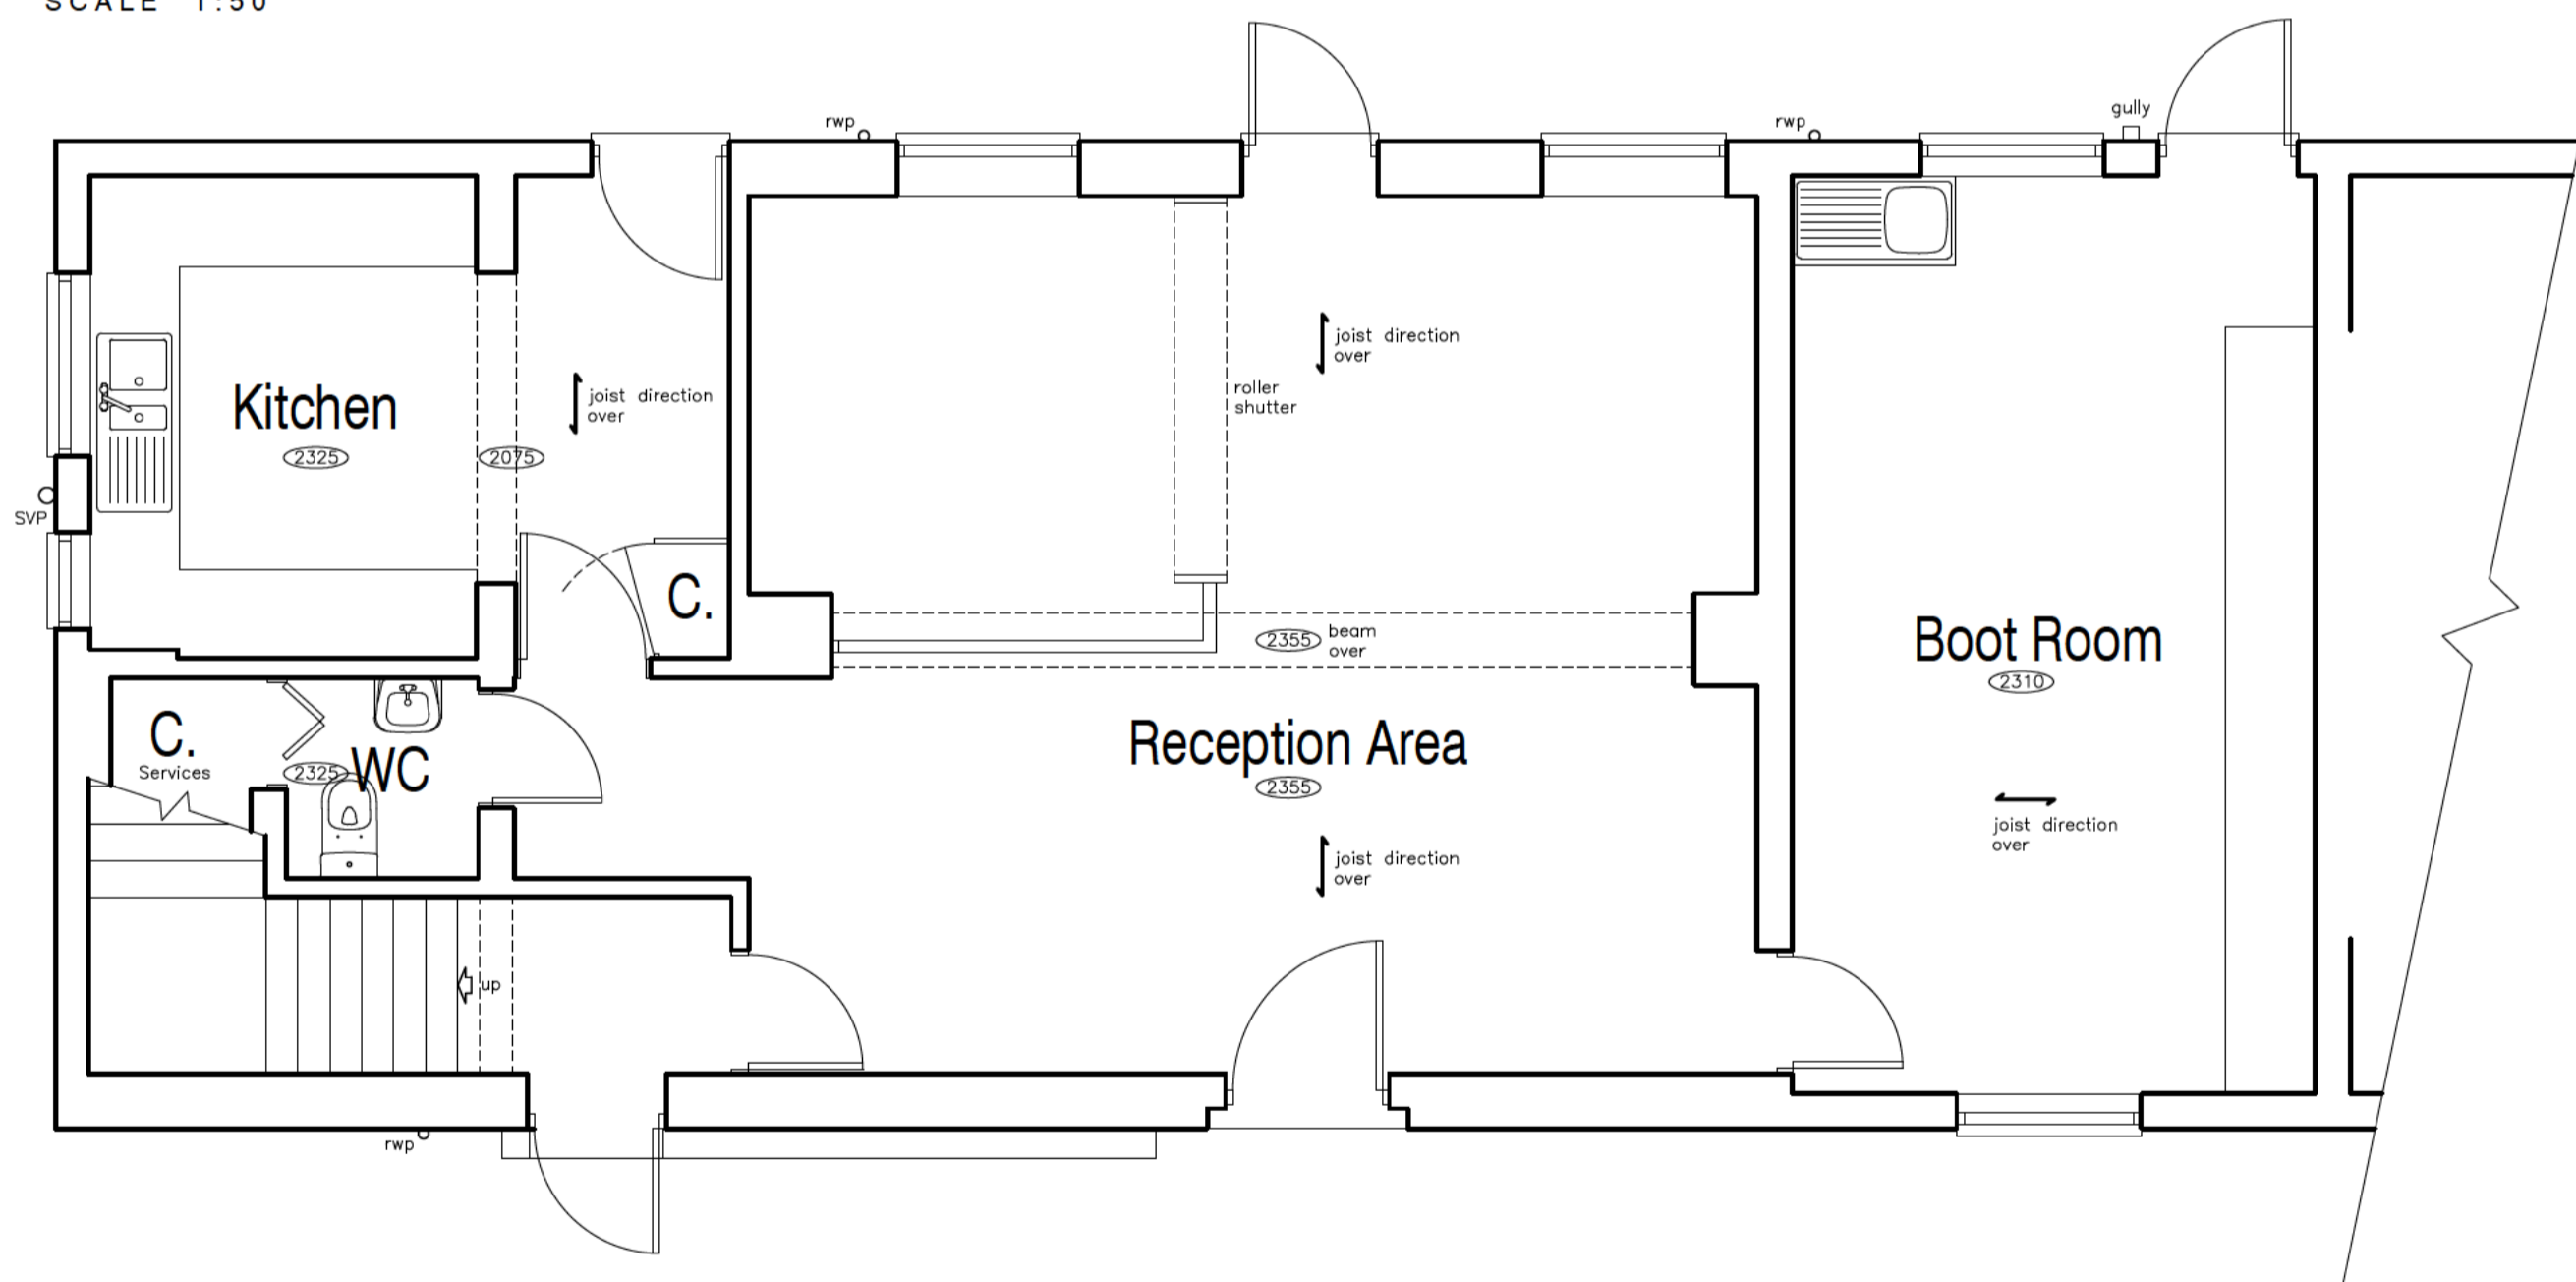 SCALE 1:50
rwp
rwp
gully
joist direction
over
roller
shutter
Kitchen
joist direction
over
2325
2075
SVP
C.
beam
over
2355
Boot Room
2310
C.
Services
2325
WC
Reception Area
2355
joist direction
over
joist direction
over
up
rwp